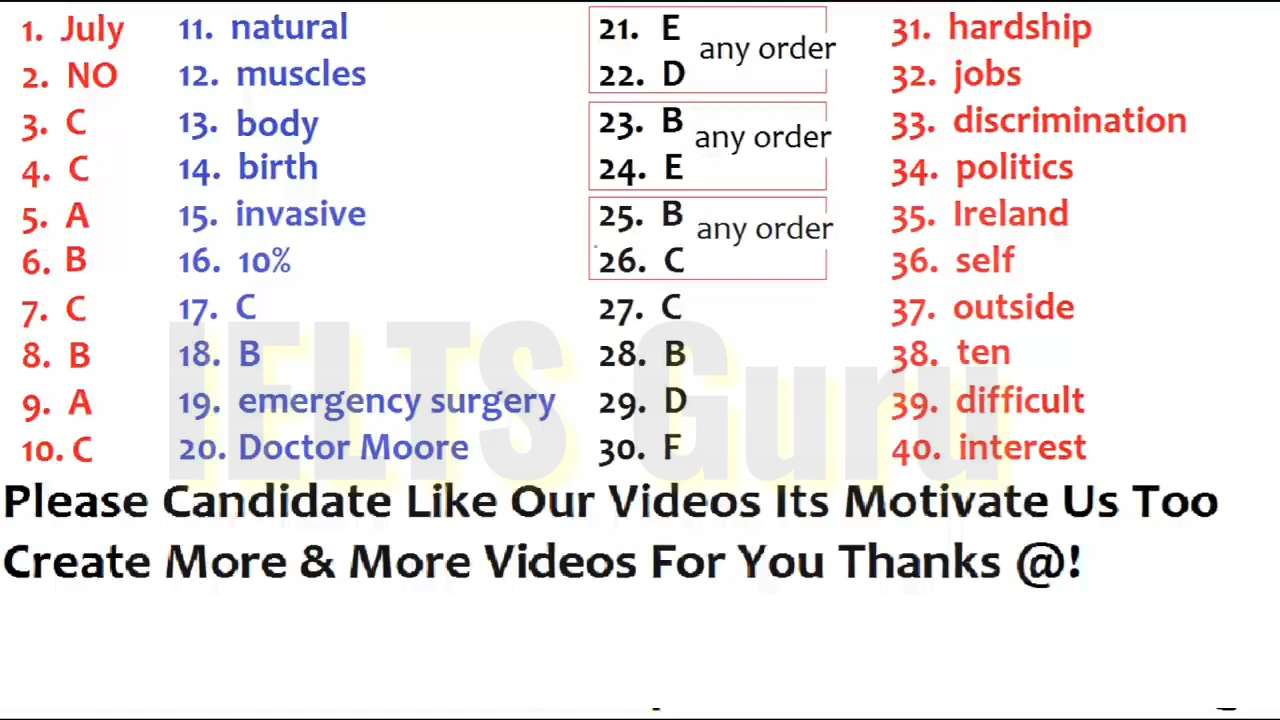 1. July
2. NO
3. C
4. C
5. A
6. B
7. C
8. B
9. A
10. C
11. natural
12. muscles
13. body
14. birth
15. invasive
16. 10%
17. C
18. B
19. emergency surgery
20. Doctor Moore
21. E
any order
22. D
23. B
any order
24. E
25. B
any order
26. C
27. C
28. B
29. D
30. F
31. hardship
32. jobs
33. discrimination
34. politics
35. Ireland
36. self
37. outside
38. ten
39. difficult
40. interest
IELTS Guru
Please Candidate Like Our Videos Its Motivate Us Too
Create More & More Videos For You Thanks @!